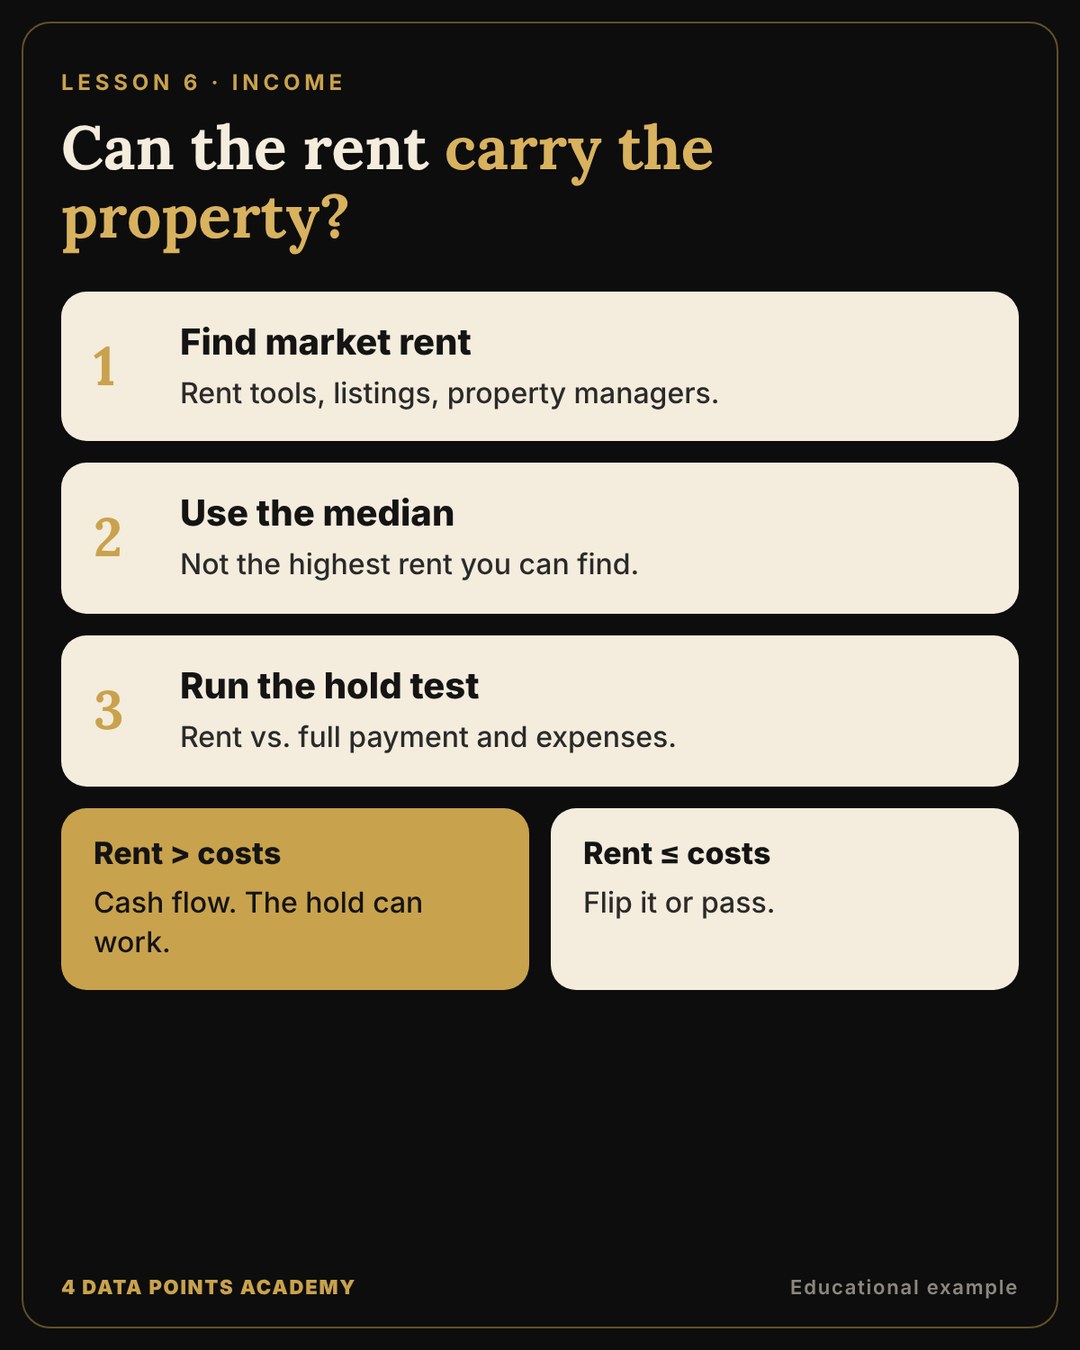 LESSON 6 · INCOME
Can the rent carry the
property?
1
Find market rent
Rent tools, listings, property managers.
2
Use the median
Not the highest rent you can find.
3
Run the hold test
Rent vs. full payment and expenses.
Rent > costs
Cash flow. The hold can
work.
Rent ≤ costs
Flip it or pass.
4 DATA POINTS ACADEMY
Educational example